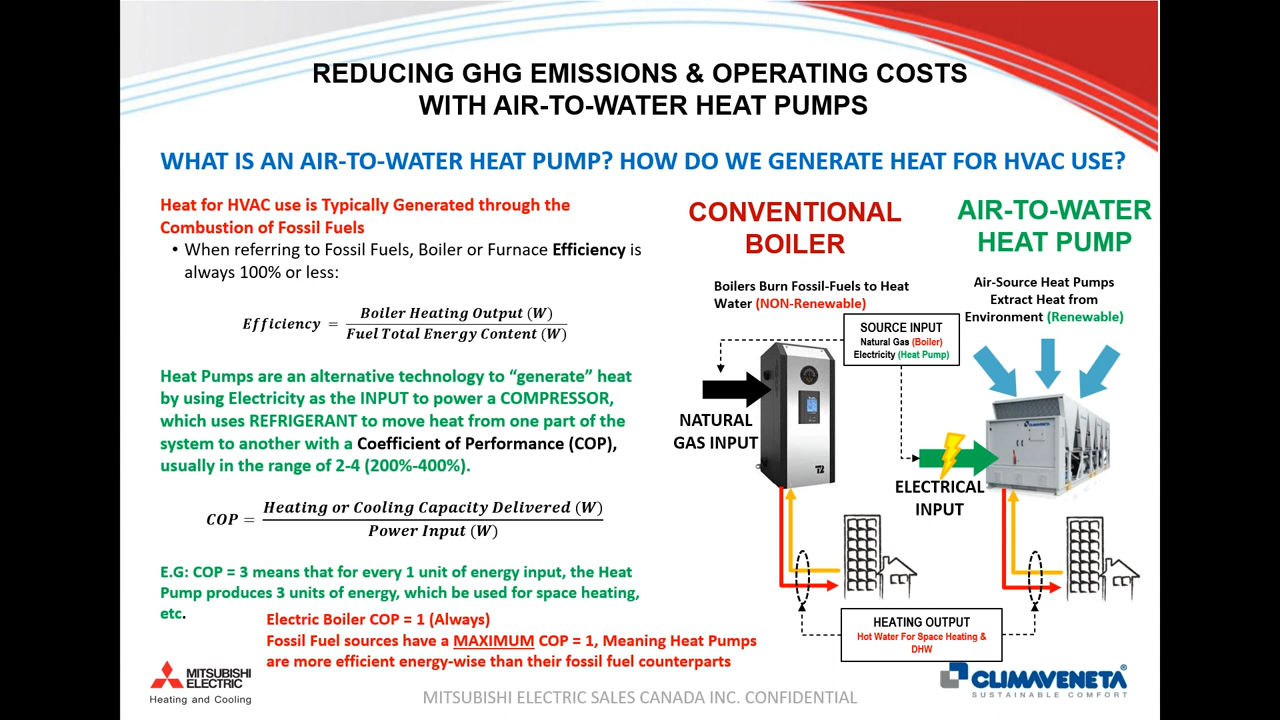 REDUCING GHG EMISSIONS & OPERATING COSTS
WITH AIR-TO-WATER HEAT PUMPS
WHAT IS AN AIR-TO-WATER HEAT PUMP? HOW DO WE GENERATE HEAT FOR HVAC USE?
Heat for HVAC use is Typically Generated through the
Combustion of Fossil Fuels
• When referring to Fossil Fuels, Boiler or Furnace Efficiency is
always 100% or less:
Efficiency = Boiler Heating Output (W) / Fuel Total Energy Content (W)
Heat Pumps are an alternative technology to “generate” heat
by using Electricity as the INPUT to power a COMPRESSOR,
which uses REFRIGERANT to move heat from one part of the
system to another with a Coefficient of Performance (COP),
usually in the range of 2-4 (200%-400%).
COP = Heating or Cooling Capacity Delivered (W) / Power Input (W)
E.G: COP = 3 means that for every 1 unit of energy input, the Heat
Pump produces 3 units of energy, which be used for space heating,
etc.
Electric Boiler COP = 1 (Always)
Fossil Fuel sources have a MAXIMUM COP = 1, Meaning Heat Pumps
are more efficient energy-wise than their fossil fuel counterparts
CONVENTIONAL
BOILER
Boilers Burn Fossil-Fuels to Heat
Water (NON-Renewable)
AIR-TO-WATER
HEAT PUMP
Air-Source Heat Pumps
Extract Heat from
Environment (Renewable)
SOURCE INPUT
Natural Gas (Boiler)
Electricity (Heat Pump)
NATURAL
GAS INPUT
T2
CLIMAVENETA
ELECTRICAL
INPUT
HEATING OUTPUT
Hot Water For Space Heating &
DHW
MITSUBISHI
ELECTRIC
Heating and Cooling
MITSUBISHI ELECTRIC SALES CANADA INC. CONFIDENTIAL
CLIMAVENETA
SUSTAINABLE COMFORT